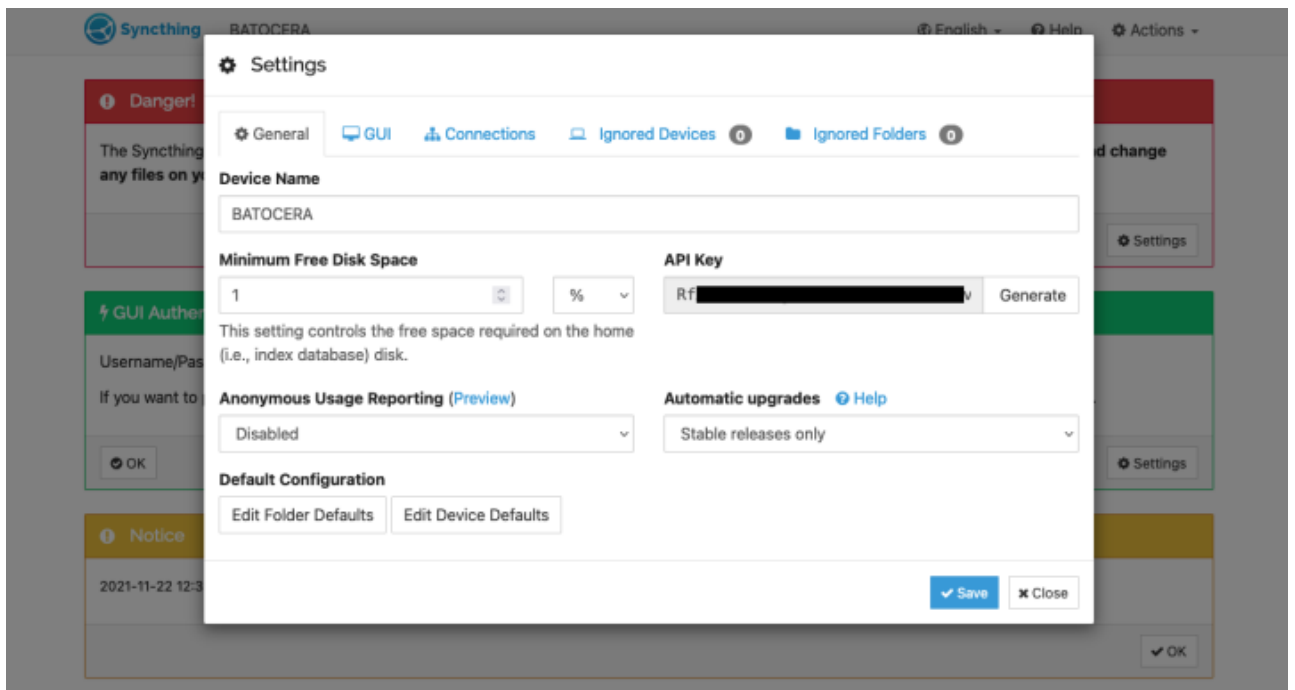 Syncthing BATOCERA English Help Actions
Settings
Danger!
General GUI Connections Ignored Devices 0 Ignored Folders 0
The Syncthing d change
any files on
Device Name
BATOCERA
Settings
Minimum Free Disk Space API Key
1 % Rf v Generate
GUI Authen
This setting controls the free space required on the home
(i.e., index database) disk.
Username/Pas
If you want to
Anonymous Usage Reporting (Preview) Automatic upgrades Help
Disabled Stable releases only
OK Settings
Default Configuration
Edit Folder Defaults Edit Device Defaults
Notice
2021-11-22 12:3
Save Close
OK